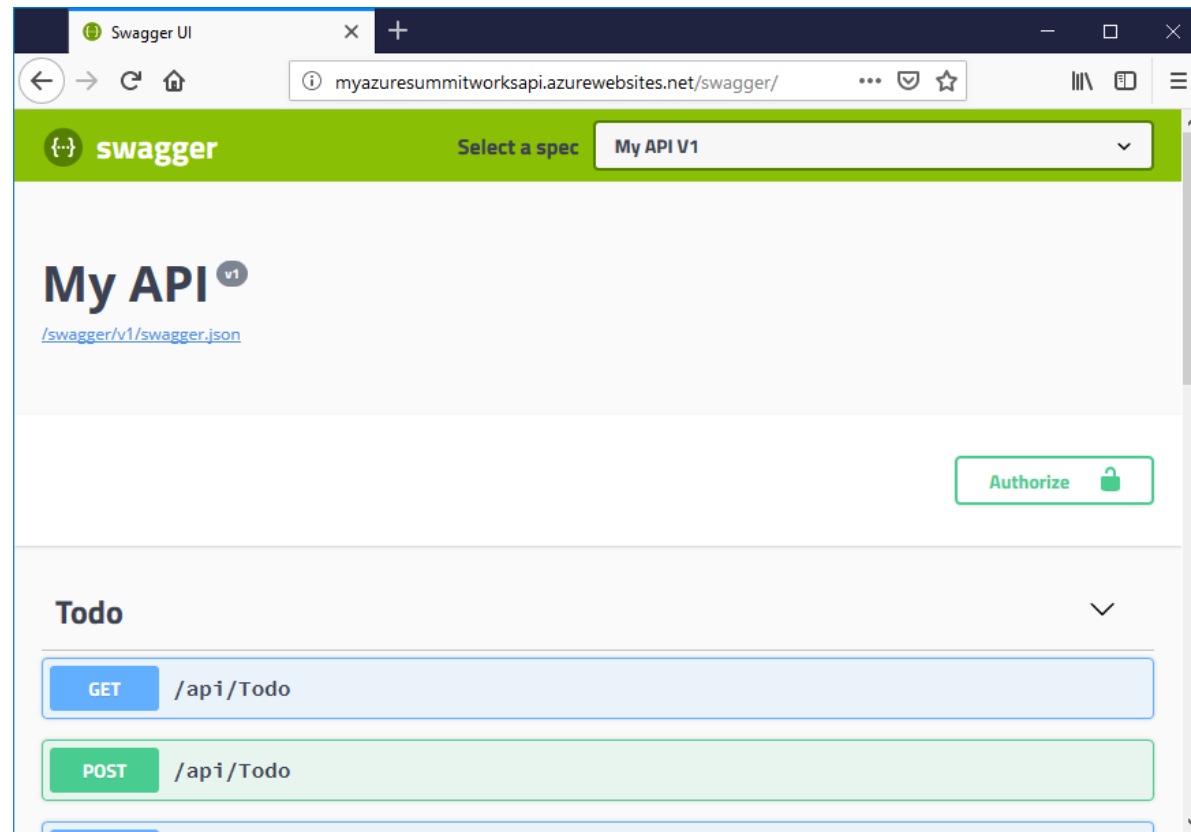 Swagger UI
myazuresummitworksapi.azurewebsites.net/swagger/
{...} swagger Select a spec My API V1
My API v1
/swagger/v1/swagger.json
Authorize
Todo
GET /api/Todo
POST /api/Todo